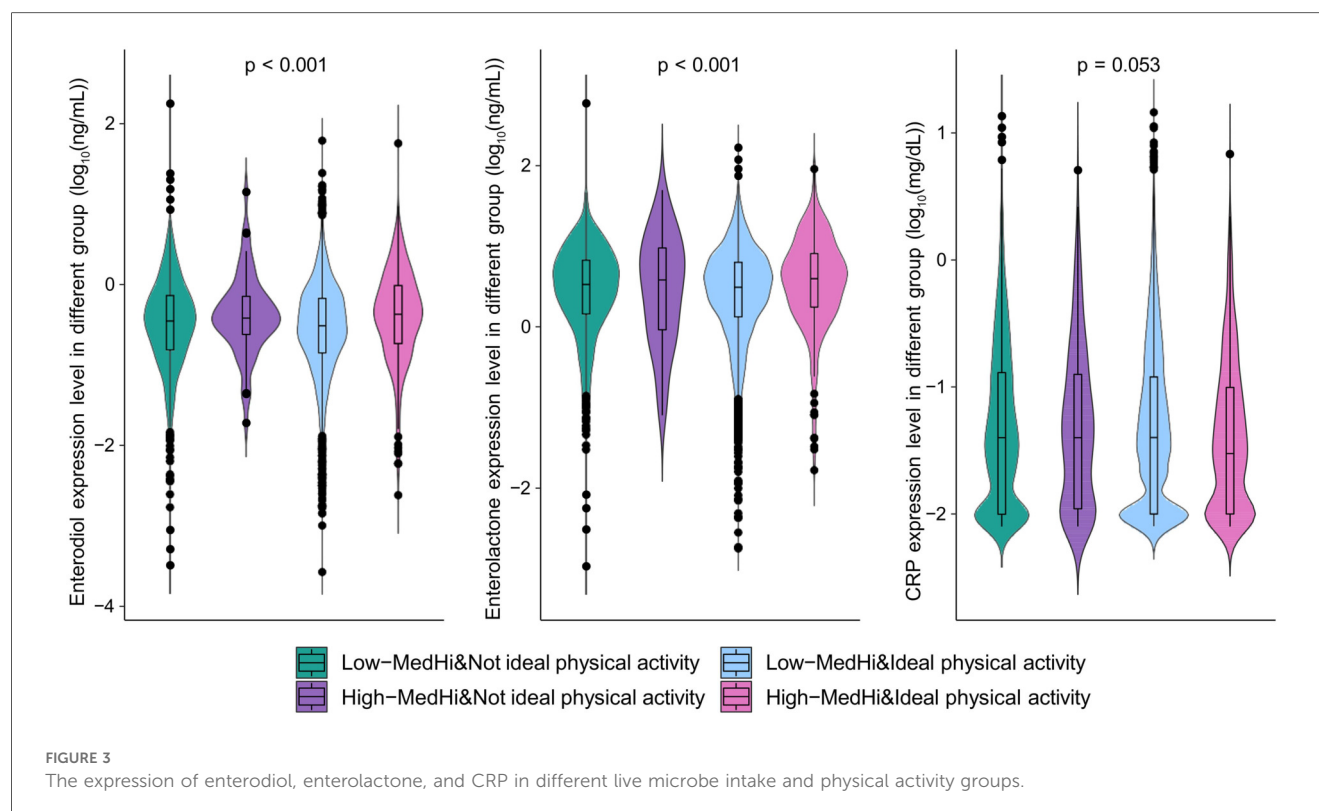 Enterodiol expression level in different group (log₁₀(ng/mL))
p < 0.001
2
0
−2
−4
Enterolactone expression level in different group (log₁₀(ng/mL))
p < 0.001
2
0
−2
CRP expression level in different group (log₁₀(mg/dL))
p = 0.053
1
0
−1
−2
Low−MedHi&Not ideal physical activity
Low−MedHi&Ideal physical activity
High−MedHi&Not ideal physical activity
High−MedHi&Ideal physical activity
FIGURE 3
The expression of enterodiol, enterolactone, and CRP in different live microbe intake and physical activity groups.